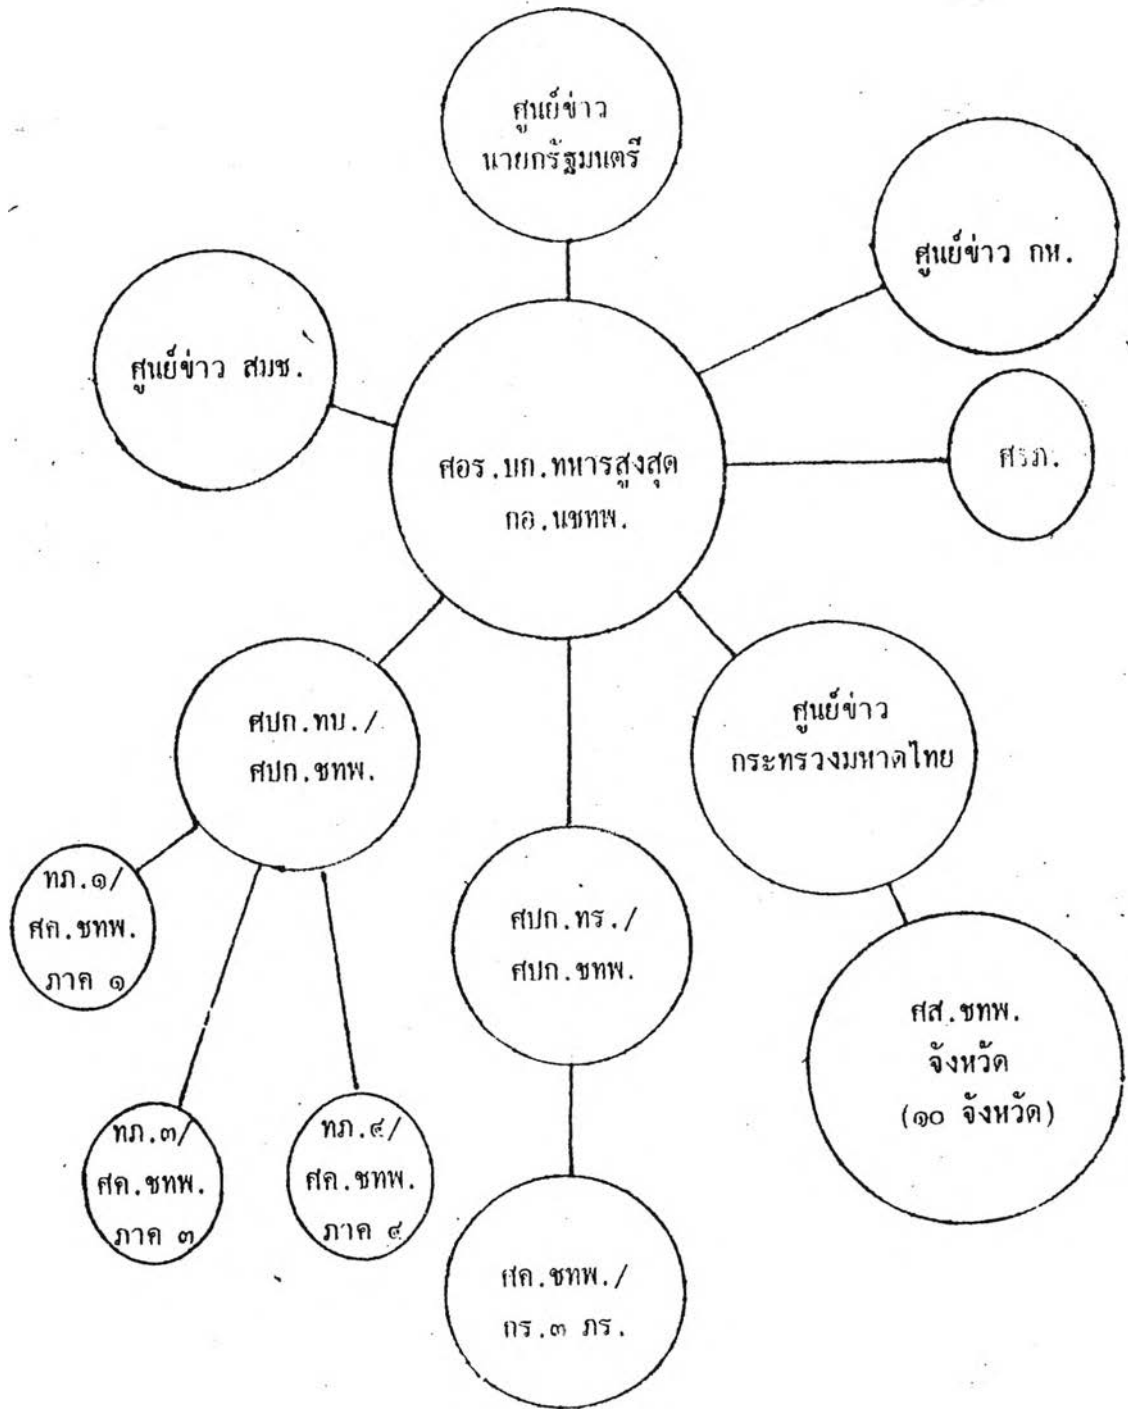 ศูนย์ข่าว
นายกรัฐมนตรี
ศูนย์ข่าว กห.
ศูนย์ข่าว สมช.
ศอร.บก.ทหารสูงสุด
กอ.นชทพ.
ศรภ.
ศปก.ทบ./
ศปก.ชทพ.
ศูนย์ข่าว
กระทรวงมหาดไทย
ทภ.๑/
ศค.ชทพ.
ภาค ๑
ศปก.ทร./
ศปก.ชทพ.
ศส.ชทพ.
จังหวัด
(๑๐ จังหวัด)
ทภ.๓/
ศค.ชทพ.
ภาค ๓
ทภ.๔/
ศค.ชทพ.
ภาค ๔
ศค.ชทพ./
กร.๓ ภร.